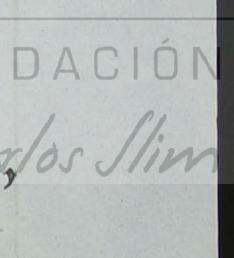 DACIÓN
rlos Slim
,